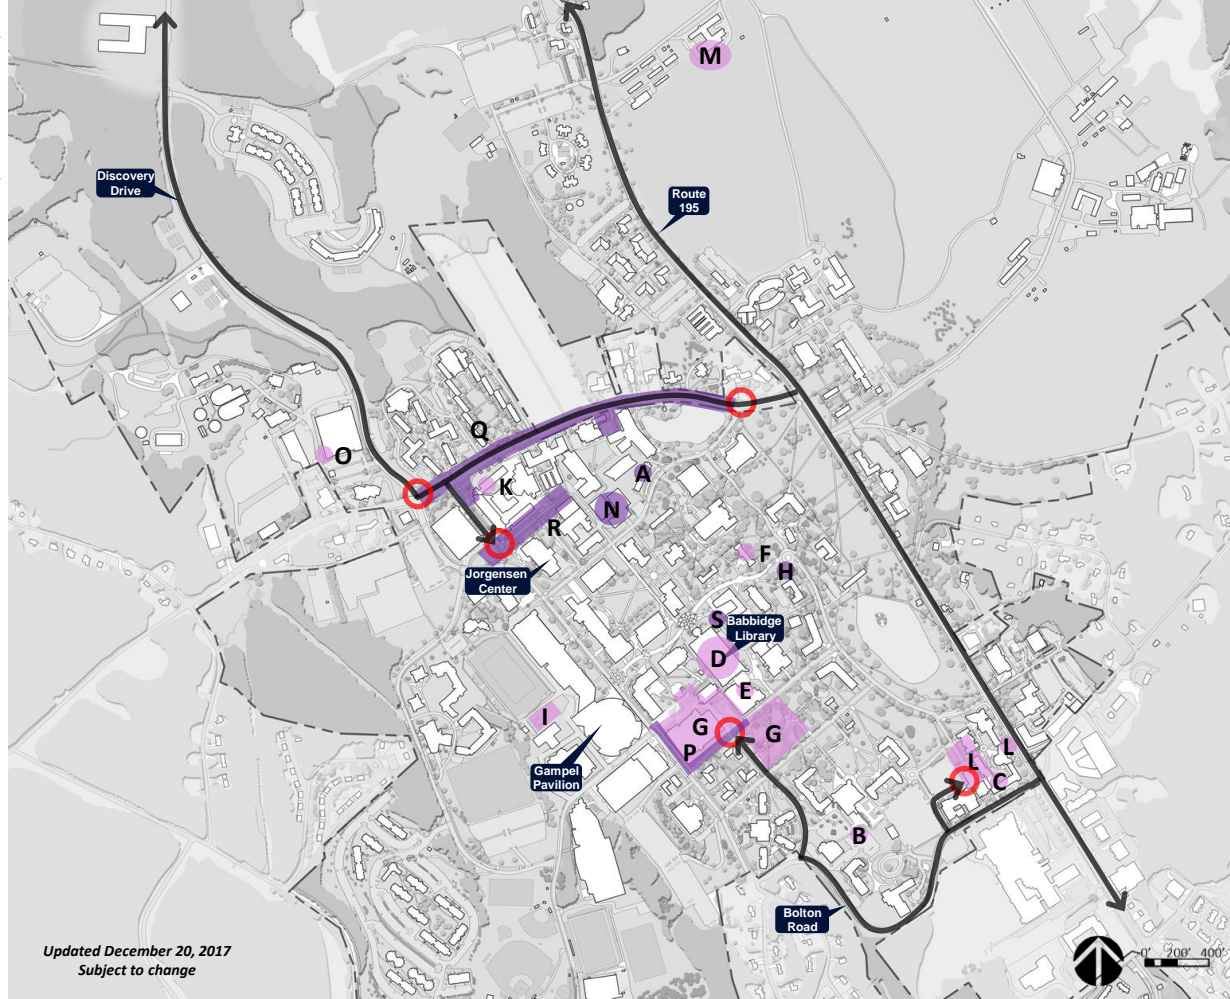 M
Discovery
Drive
Route
195
Q
O
K
A
N
R
Jorgensen
Center
F
H
S
Babbidge
Library
D
E
I
G
G
P
L
L
C
Gampel
Pavilion
B
Bolton
Road
Updated December 20, 2017
Subject to change
0' 200' 400'